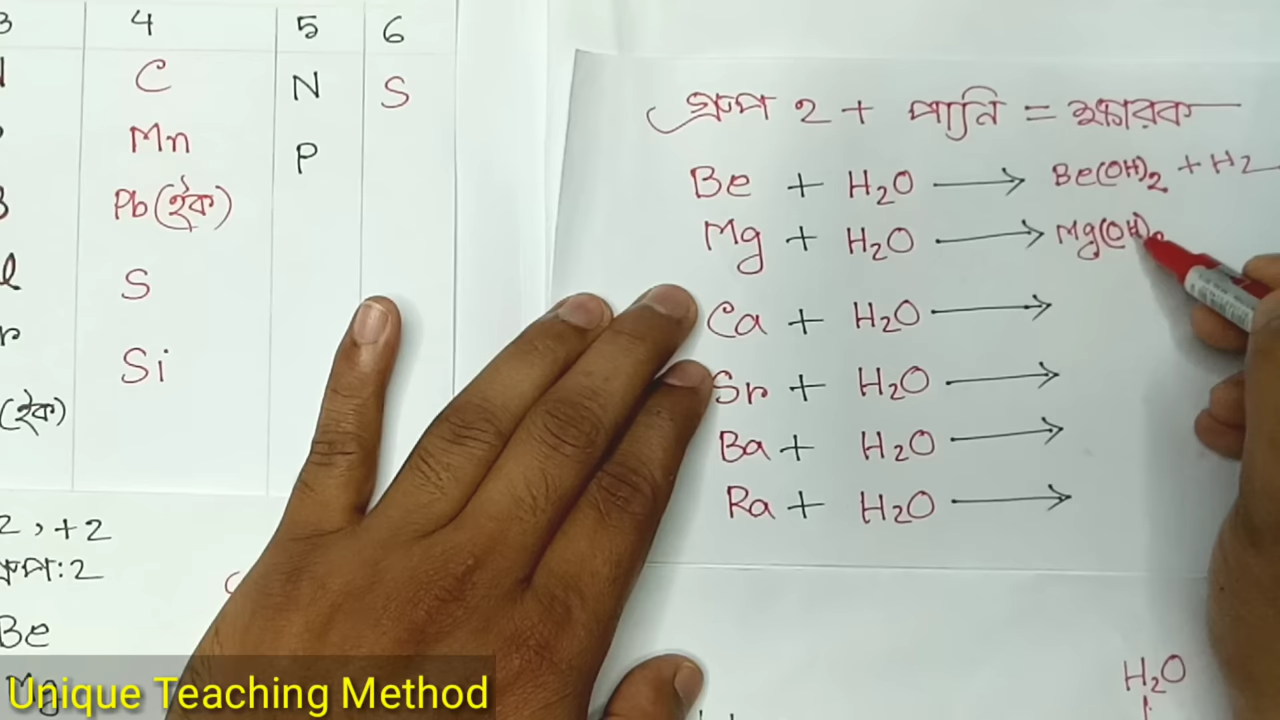 4 5 6
C N S
Mn P
Pb(ইক)
S
Si
(ইক)
2, +2
গ্রুপ: 2
Be
Mg
গ্রুপ 2 + পানি = ক্ষারক
Be + H2O → Be(OH)2 + H2
Mg + H2O → Mg(OH)
Ca + H2O →
Sr + H2O →
Ba + H2O →
Ra + H2O →
H2O
Unique Teaching Method